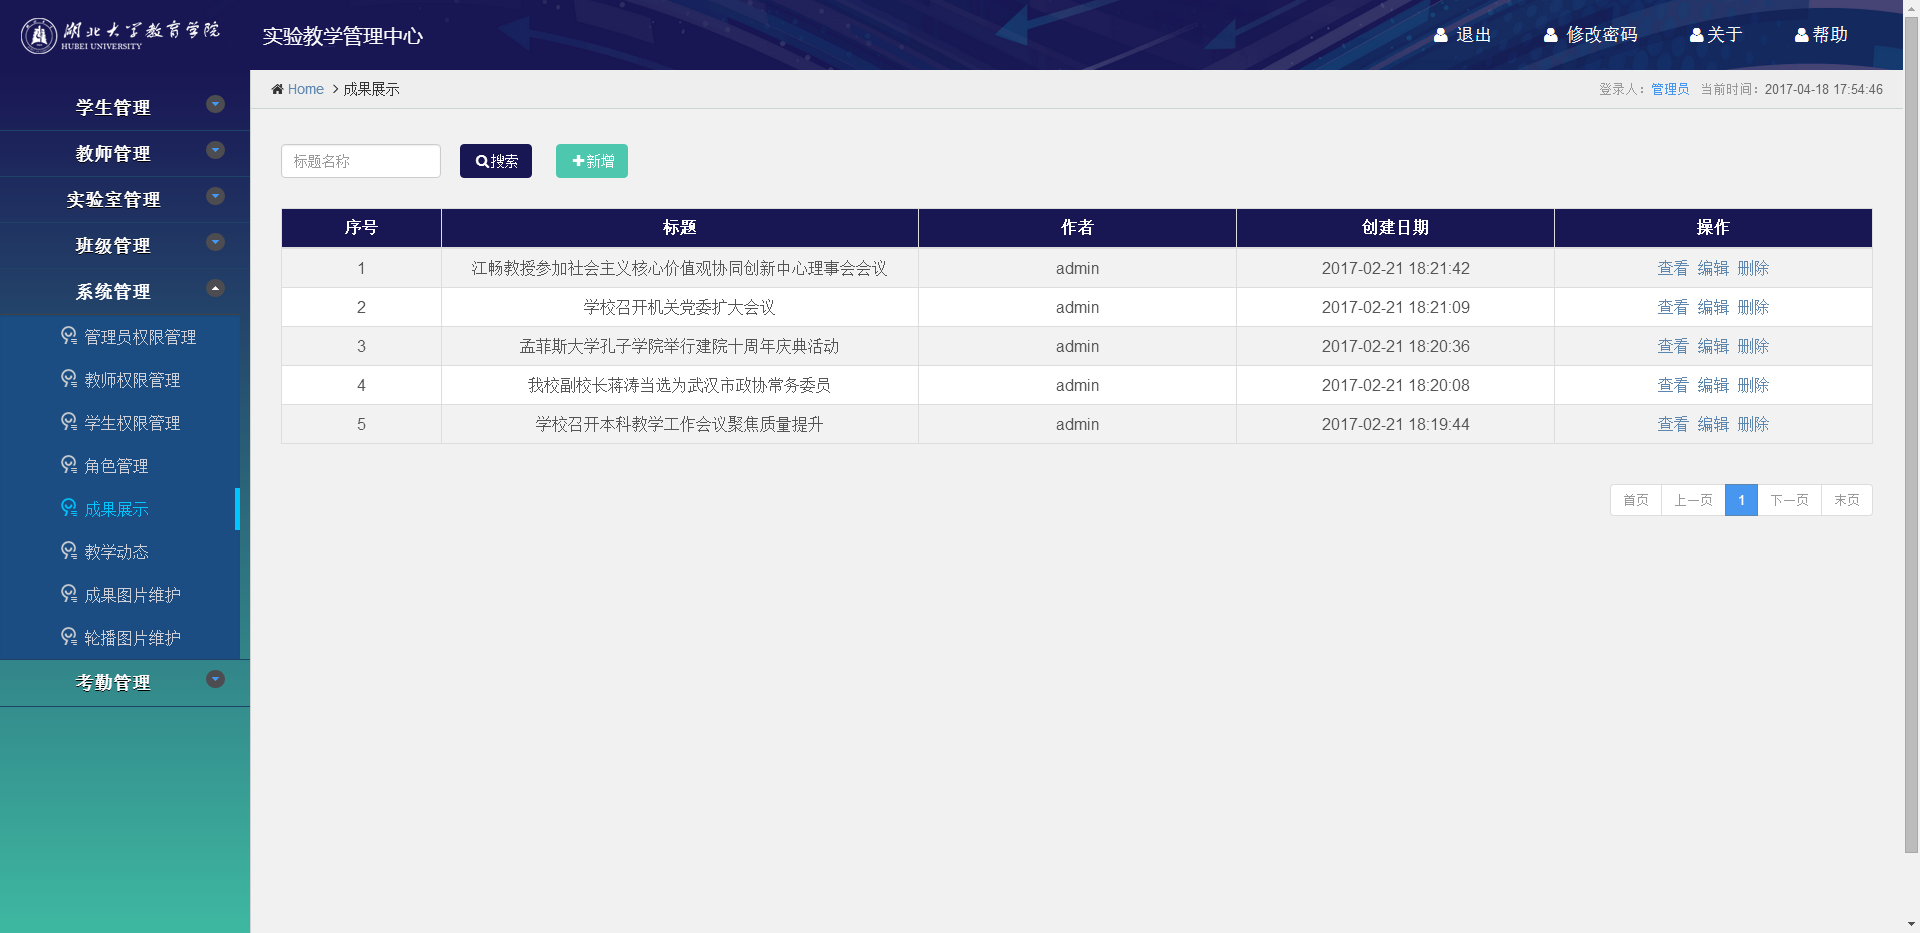 湖北大学教育学院
HUBEI UNIVERSITY
实验教学管理中心
退出 修改密码 关于 帮助
Home 成果展示
登录人：管理员 当前时间：2017-04-18 17:54:46
学生管理
教师管理
实验室管理
班级管理
系统管理
管理员权限管理
教师权限管理
学生权限管理
角色管理
成果展示
教学动态
成果图片维护
轮播图片维护
考勤管理
标题名称 搜索 新增
序号 标题 作者 创建日期 操作
1 江畅教授参加社会主义核心价值观协同创新中心理事会会议 admin 2017-02-21 18:21:42 查看 编辑 删除
2 学校召开机关党委扩大会议 admin 2017-02-21 18:21:09 查看 编辑 删除
3 孟菲斯大学孔子学院举行建院十周年庆典活动 admin 2017-02-21 18:20:36 查看 编辑 删除
4 我校副校长蒋涛当选为武汉市政协常务委员 admin 2017-02-21 18:20:08 查看 编辑 删除
5 学校召开本科教学工作会议聚焦质量提升 admin 2017-02-21 18:19:44 查看 编辑 删除
首页 上一页 1 下一页 末页